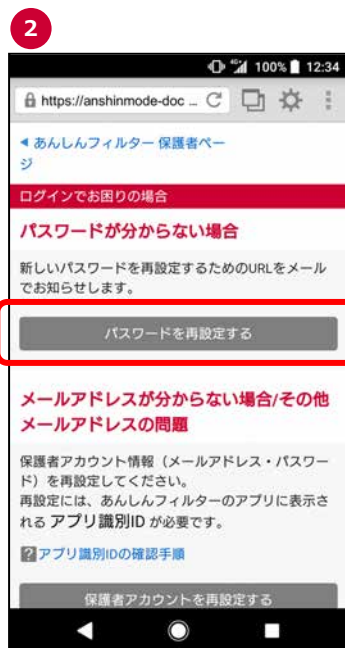 2
100% 12:34
https://anshinmode-doc ...
あんしんフィルター 保護者ペー
ジ
ログインでお困りの場合
パスワードが分からない場合
新しいパスワードを再設定するためのURLをメール
でお知らせします。
パスワードを再設定する
メールアドレスが分からない場合/その他
メールアドレスの問題
保護者アカウント情報（メールアドレス・パスワー
ド）を再設定してください。
再設定には、あんしんフィルターのアプリに表示さ
れる アプリ識別ID が必要です。
?アプリ識別IDの確認手順
保護者アカウントを再設定する